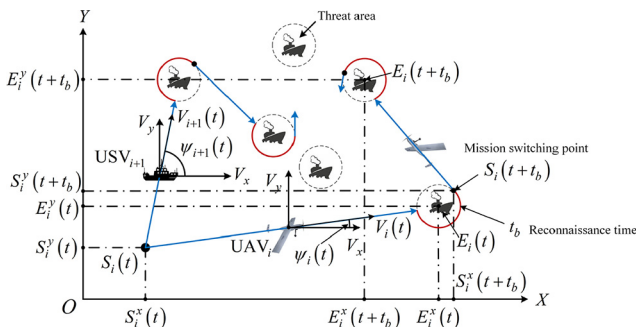 Y
Threat area
E_i^y(t+t_b)
E_i(t+t_b)
V_y
V_{i+1}(t)
ψ_{i+1}(t)
USV_{i+1}
V_x
Mission switching point
S_i(t+t_b)
S_i^y(t+t_b)
V_y
E_i^y(t)
V_i(t)
t_b Reconnaissance time
S_i^y(t)
S_i(t)
UAV_i
V_x
ψ_i(t)
E_i(t)
S_i^x(t+t_b)
O
X
S_i^x(t)
E_i^x(t+t_b)
E_i^x(t)